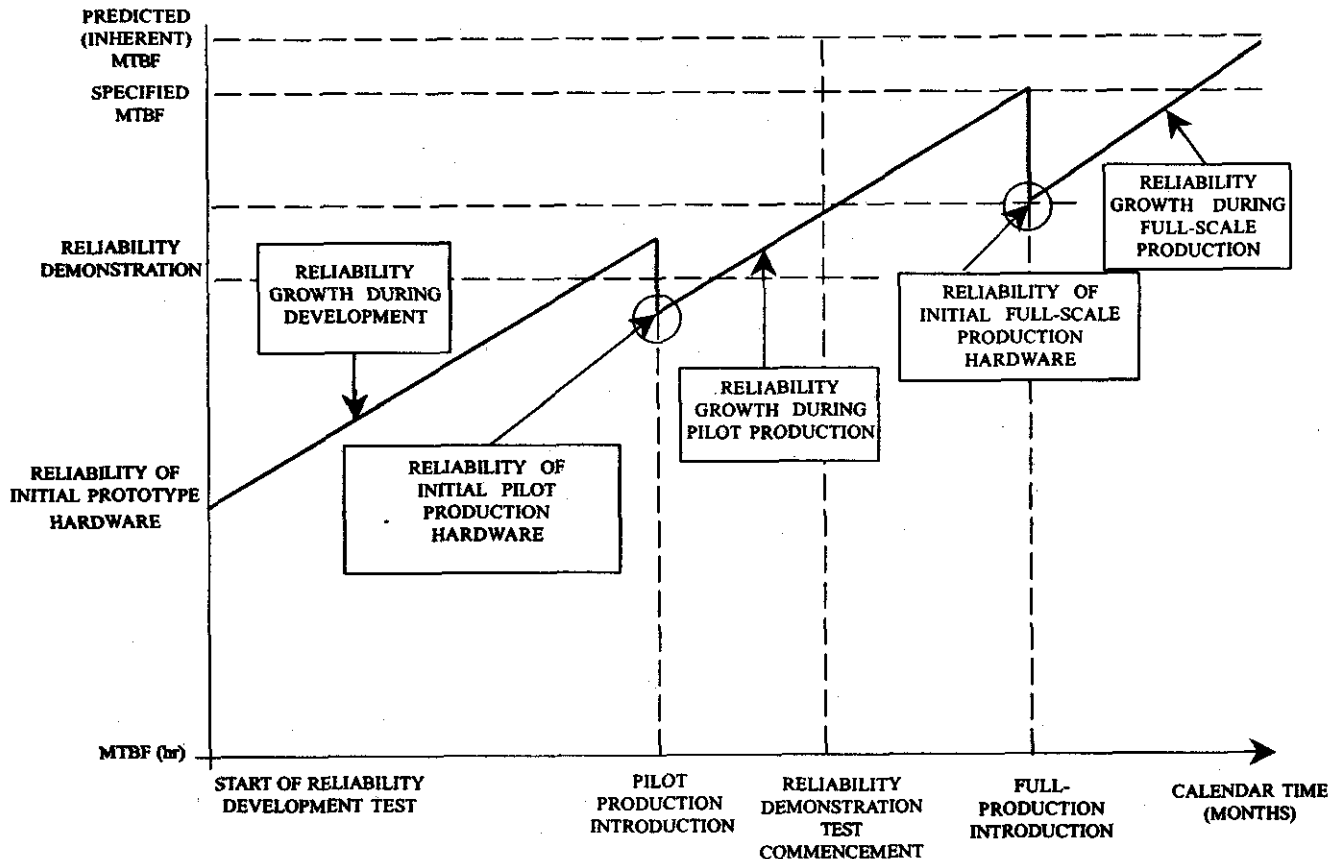 PREDICTED
(INHERENT)
MTBF
SPECIFIED
MTBF
RELIABILITY
DEMONSTRATION
RELIABILITY OF
INITIAL PROTOTYPE
HARDWARE
MTBF (hr)
RELIABILITY
GROWTH DURING
DEVELOPMENT
RELIABILITY OF
INITIAL PILOT
PRODUCTION
HARDWARE
RELIABILITY
GROWTH DURING
PILOT PRODUCTION
RELIABILITY OF
INITIAL FULL-SCALE
PRODUCTION
HARDWARE
RELIABILITY
GROWTH DURING
FULL-SCALE
PRODUCTION
START OF RELIABILITY
DEVELOPMENT TEST
PILOT
PRODUCTION
INTRODUCTION
RELIABILITY
DEMONSTRATION
TEST
COMMENCEMENT
FULL-
PRODUCTION
INTRODUCTION
CALENDAR TIME
(MONTHS)